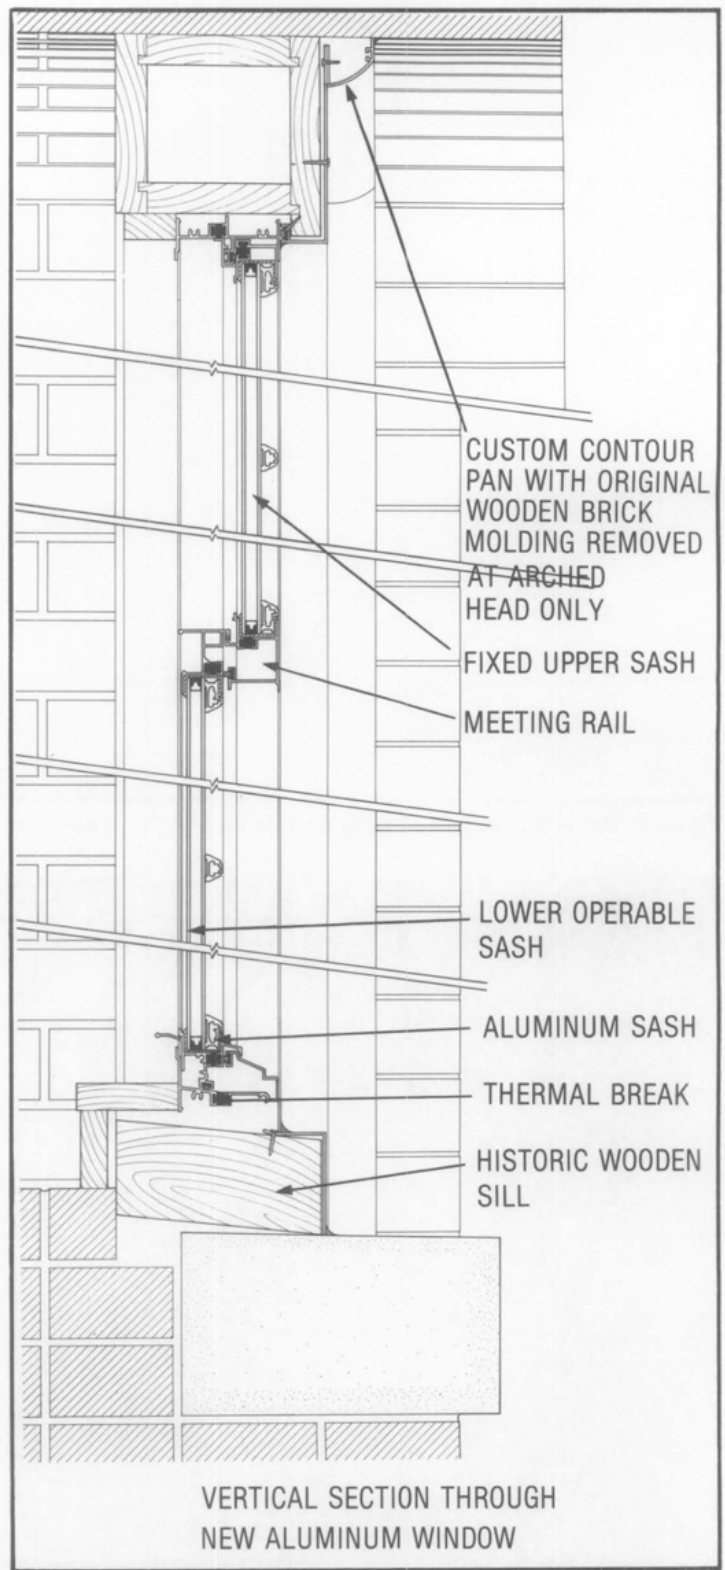 CUSTOM CONTOUR
PAN WITH ORIGINAL
WOODEN BRICK
MOLDING REMOVED
AT ARCHED
HEAD ONLY
FIXED UPPER SASH
MEETING RAIL
LOWER OPERABLE
SASH
ALUMINUM SASH
THERMAL BREAK
HISTORIC WOODEN
SILL
VERTICAL SECTION THROUGH
NEW ALUMINUM WINDOW